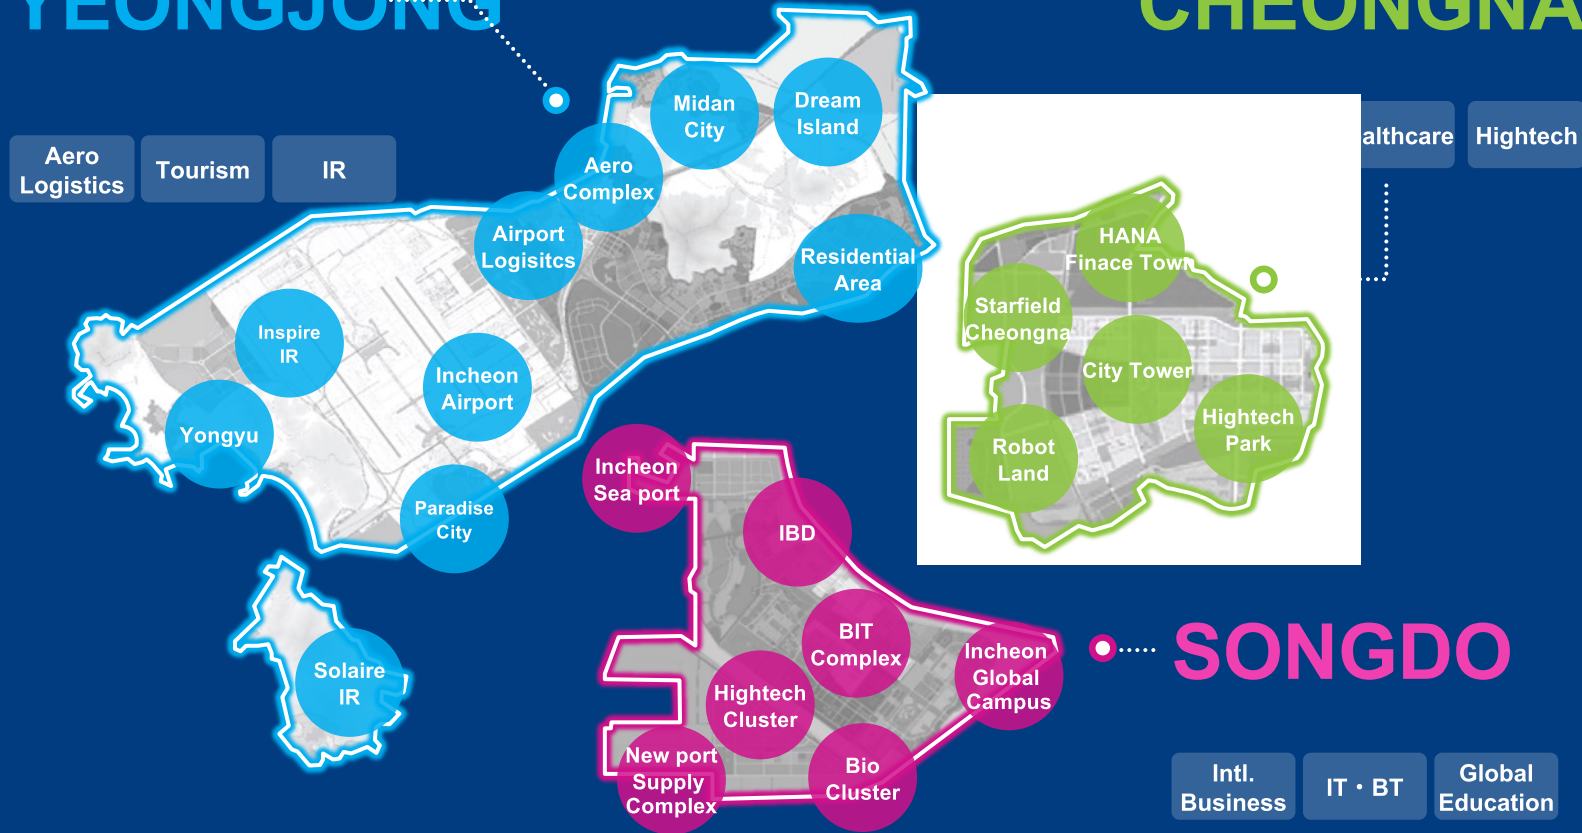 YEONGJONG
CHEONGNA
Aero
Logistics
Tourism
IR
althcare
Hightech
Midan
City
Dream
Island
Aero
Complex
Airport
Logisitcs
Residential
Area
Inspire
IR
Incheon
Airport
Yongyu
Paradise
City
Solaire
IR
HANA
Finace Town
Starfield
Cheongna
City Tower
Hightech
Park
Robot
Land
Incheon
Sea port
IBD
BIT
Complex
Incheon
Global
Campus
Hightech
Cluster
New port
Supply
Complex
Bio
Cluster
SONGDO
Intl.
Business
IT・BT
Global
Education